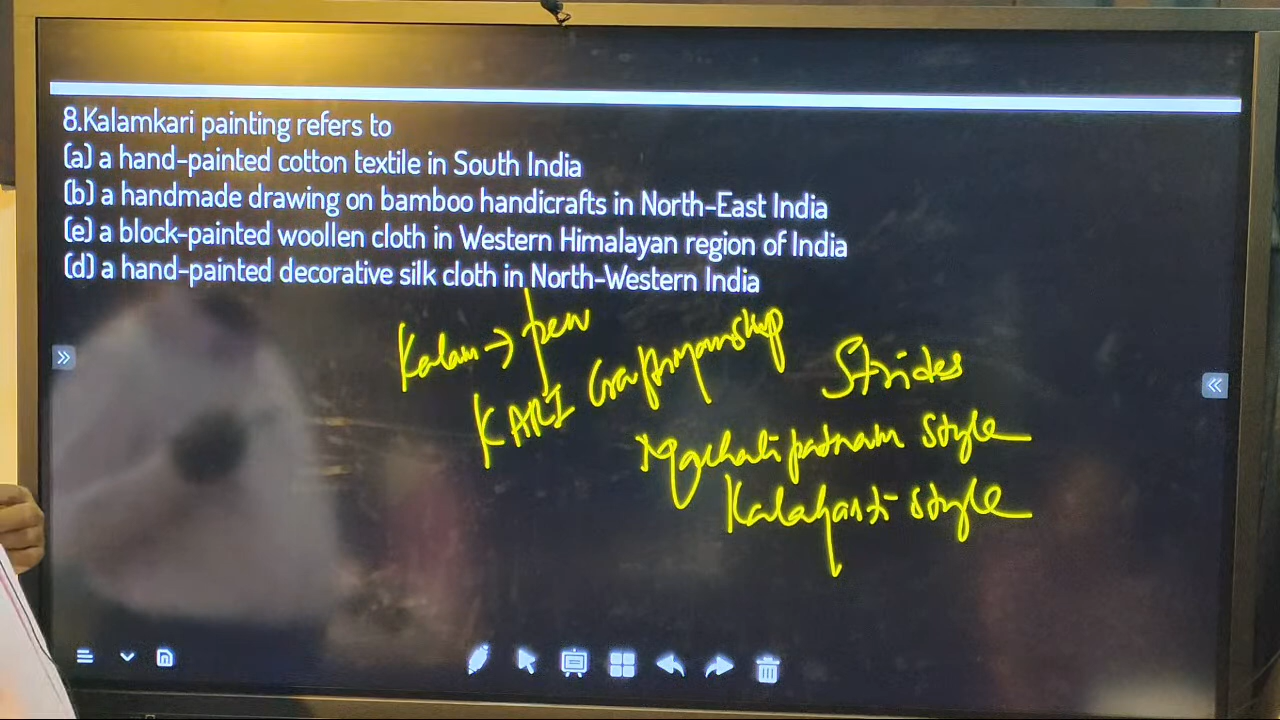 8.Kalamkari painting refers to
(a) a hand-painted cotton textile in South India
(b) a handmade drawing on bamboo handicrafts in North-East India
(e) a block-painted woollen cloth in Western Himalayan region of India
(d) a hand-painted decorative silk cloth in North-Western India
Kalam → pen
KARI Craftmanship
Strides
Machalipatnam style
Kalahasti style